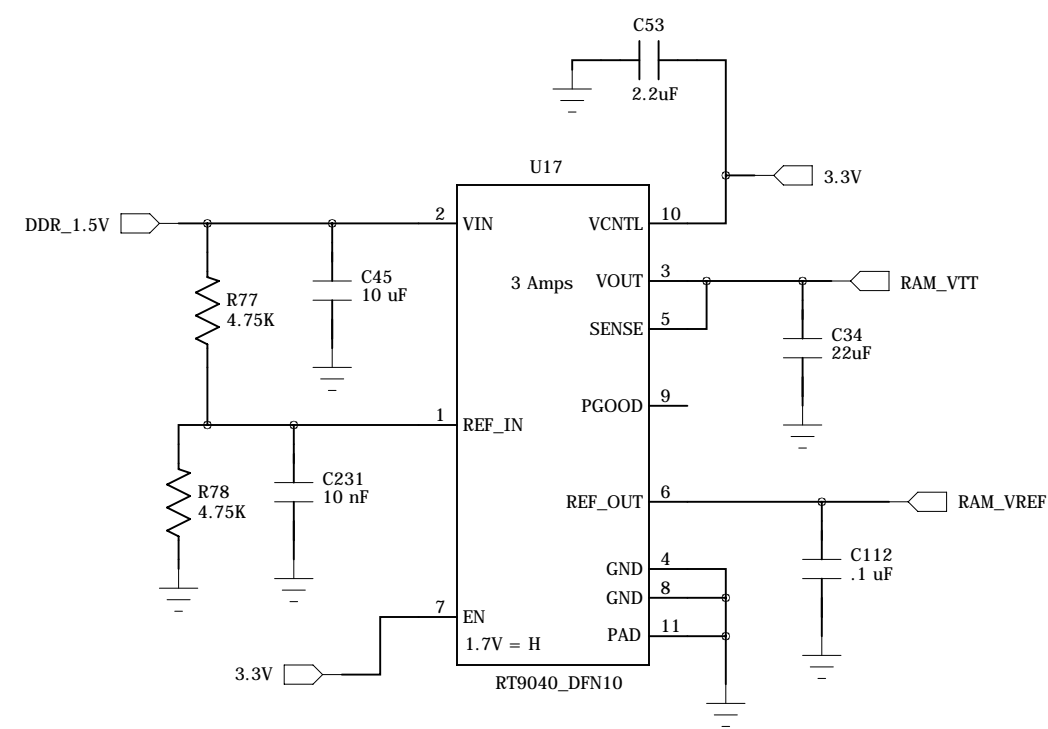 C53
2.2uF
U17
3.3V
DDR_1.5V
2
VIN
VCNTL
10
C45
10 uF
3 Amps
VOUT
3
RAM_VTT
R77
4.75K
SENSE
5
C34
22uF
PGOOD
9
1
REF_IN
R78
4.75K
C231
10 nF
REF_OUT
6
RAM_VREF
C112
.1 uF
GND
4
GND
8
7
EN
PAD
11
1.7V = H
3.3V
RT9040_DFN10